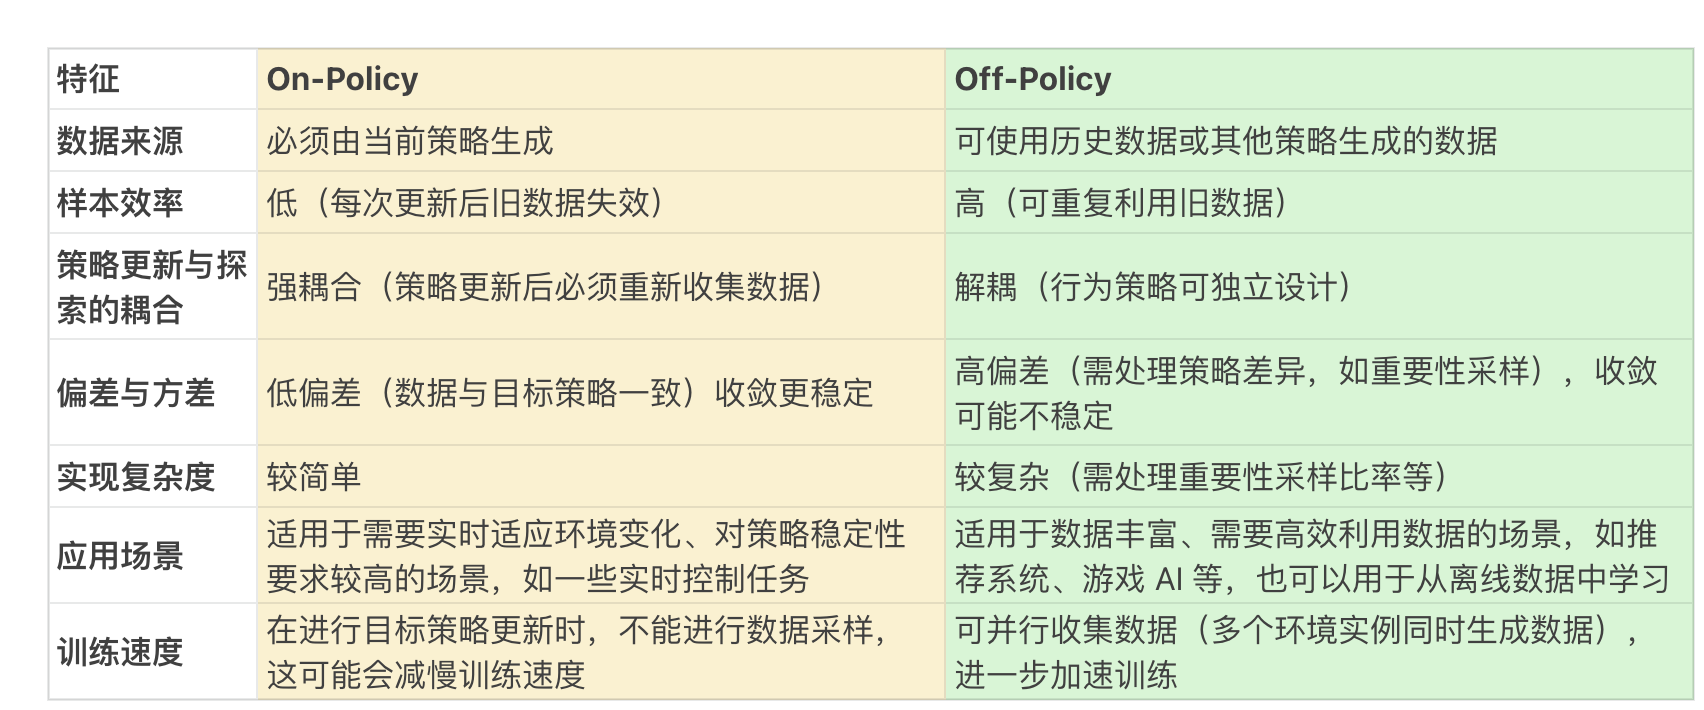 特征
On-Policy
Off-Policy
数据来源
必须由当前策略生成
可使用历史数据或其他策略生成的数据
样本效率
低（每次更新后旧数据失效）
高（可重复利用旧数据）
策略更新与探
索的耦合
强耦合（策略更新后必须重新收集数据）
解耦（行为策略可独立设计）
偏差与方差
低偏差（数据与目标策略一致）收敛更稳定
高偏差（需处理策略差异，如重要性采样），收敛
可能不稳定
实现复杂度
较简单
较复杂（需处理重要性采样比率等）
应用场景
适用于需要实时适应环境变化、对策略稳定性
要求较高的场景，如一些实时控制任务
适用于数据丰富、需要高效利用数据的场景，如推
荐系统、游戏 AI 等，也可以用于从离线数据中学习
训练速度
在进行目标策略更新时，不能进行数据采样，
这可能会减慢训练速度
可并行收集数据（多个环境实例同时生成数据），
进一步加速训练